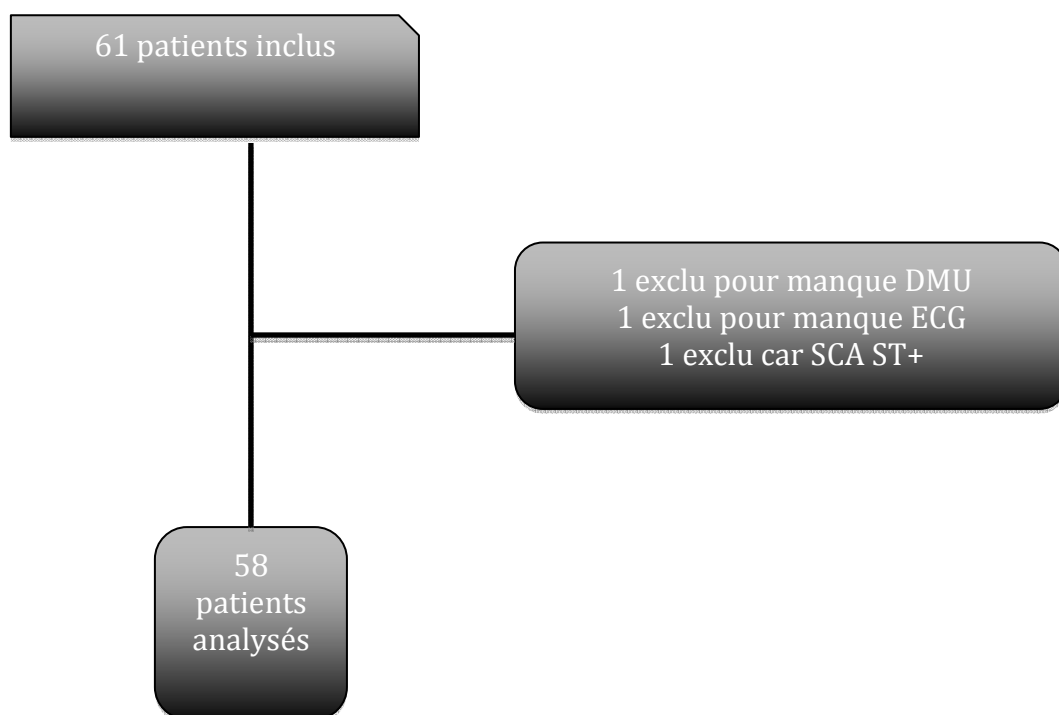 61 patients inclus
1 exclu pour manque DMU
1 exclu pour manque ECG
1 exclu car SCA ST+
58
patients
analysés